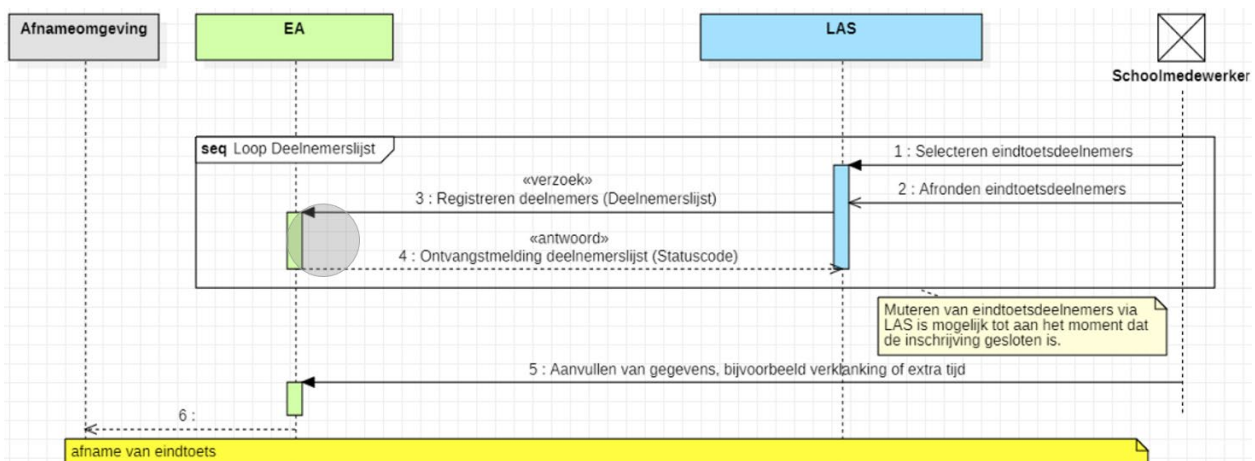 Afnameomgeving
EA
LAS
Schoolmedewerker
seq Loop Deelnemerslijst
1 : Selecteren eindtoetsdeelnemers
«verzoek»
2 : Afronden eindtoetsdeelnemers
3 : Registreren deelnemers (Deelnemerslijst)
«antwoord»
4 : Ontvangstmelding deelnemerslijst (Statuscode)
Muteren van eindtoetsdeelnemers via
LAS is mogelijk tot aan het moment dat
de inschrijving gesloten is.
5 : Aanvullen van gegevens, bijvoorbeeld verklanking of extra tijd
6 :
afname van eindtoets